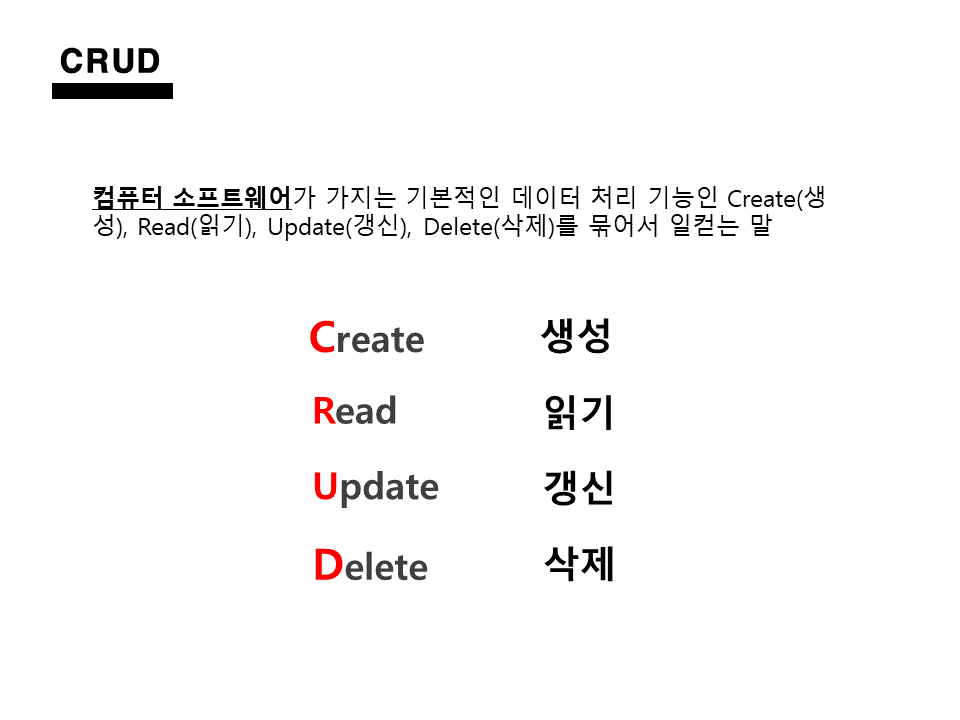 CRUD
컴퓨터 소프트웨어가 가지는 기본적인 데이터 처리 기능인 Create(생
성), Read(읽기), Update(갱신), Delete(삭제)를 묶어서 일컫는 말
Create 생성
Read 읽기
Update 갱신
Delete 삭제